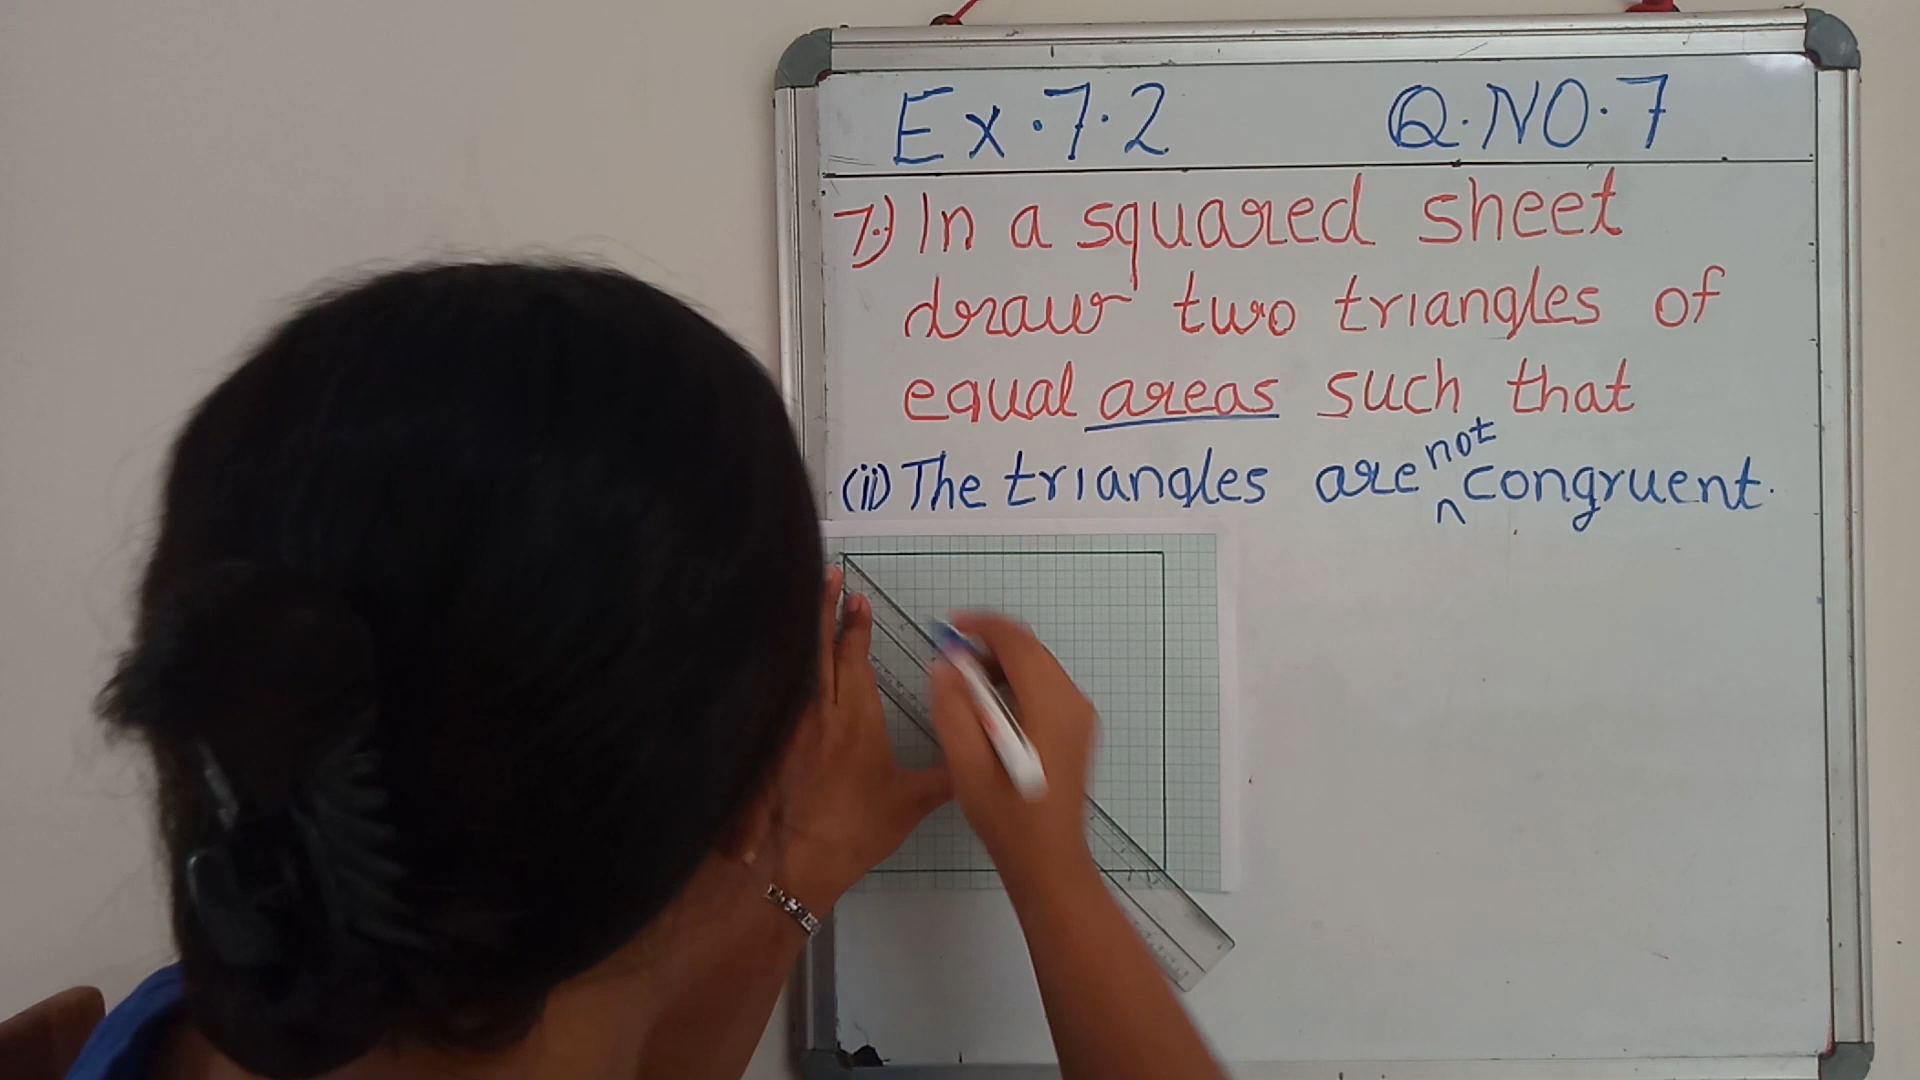 Ex.7.2 Q.NO.7
7.) In a squared sheet
draw two triangles of
equal areas such that
(ii) The triangles are not congruent.